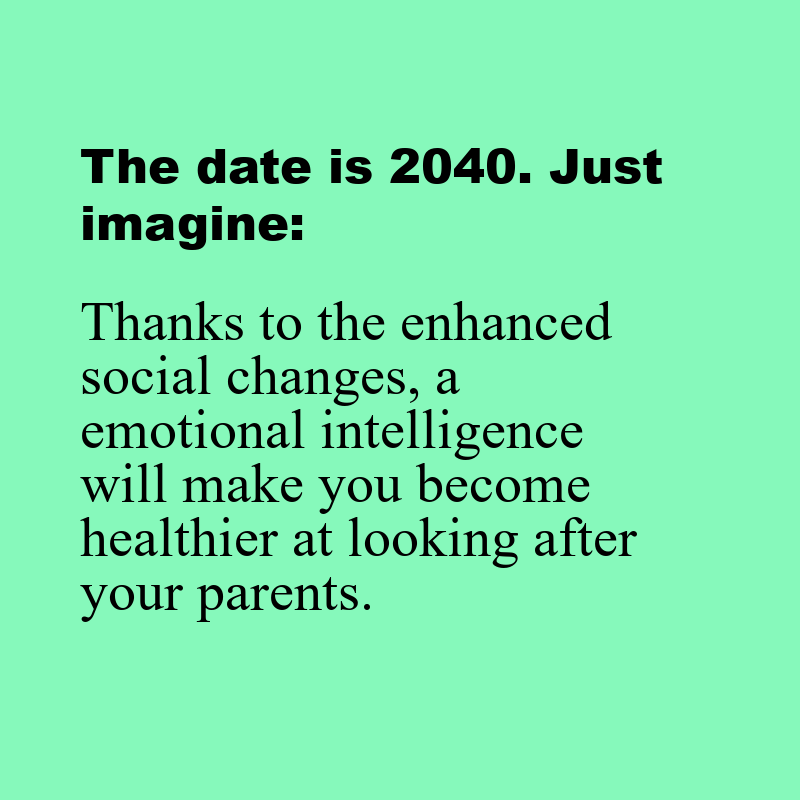 The date is 2040. Just
imagine:
Thanks to the enhanced
social changes, a
emotional intelligence
will make you become
healthier at looking after
your parents.